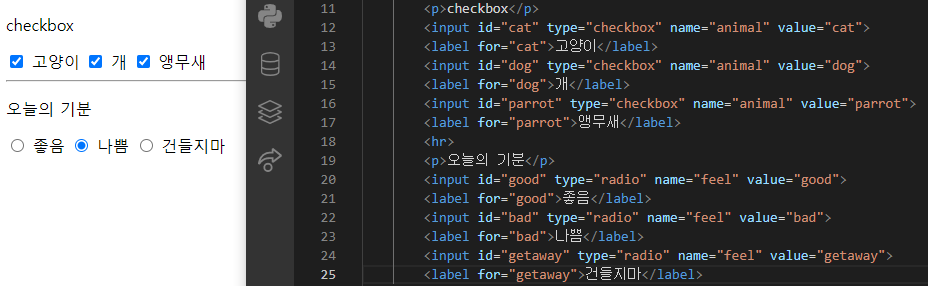 checkbox
고양이 개 앵무새
오늘의 기분
좋음 나쁨 건들지마
11 <p>checkbox</p>
12 <input id="cat" type="checkbox" name="animal" value="cat">
13 <label for="cat">고양이</label>
14 <input id="dog" type="checkbox" name="animal" value="dog">
15 <label for="dog">개</label>
16 <input id="parrot" type="checkbox" name="animal" value="parrot">
17 <label for="parrot">앵무새</label>
18 <hr>
19 <p>오늘의 기분</p>
20 <input id="good" type="radio" name="feel" value="good">
21 <label for="good">좋음</label>
22 <input id="bad" type="radio" name="feel" value="bad">
23 <label for="bad">나쁨</label>
24 <input id="getaway" type="radio" name="feel" value="getaway">
25 <label for="getaway">건들지마</label>